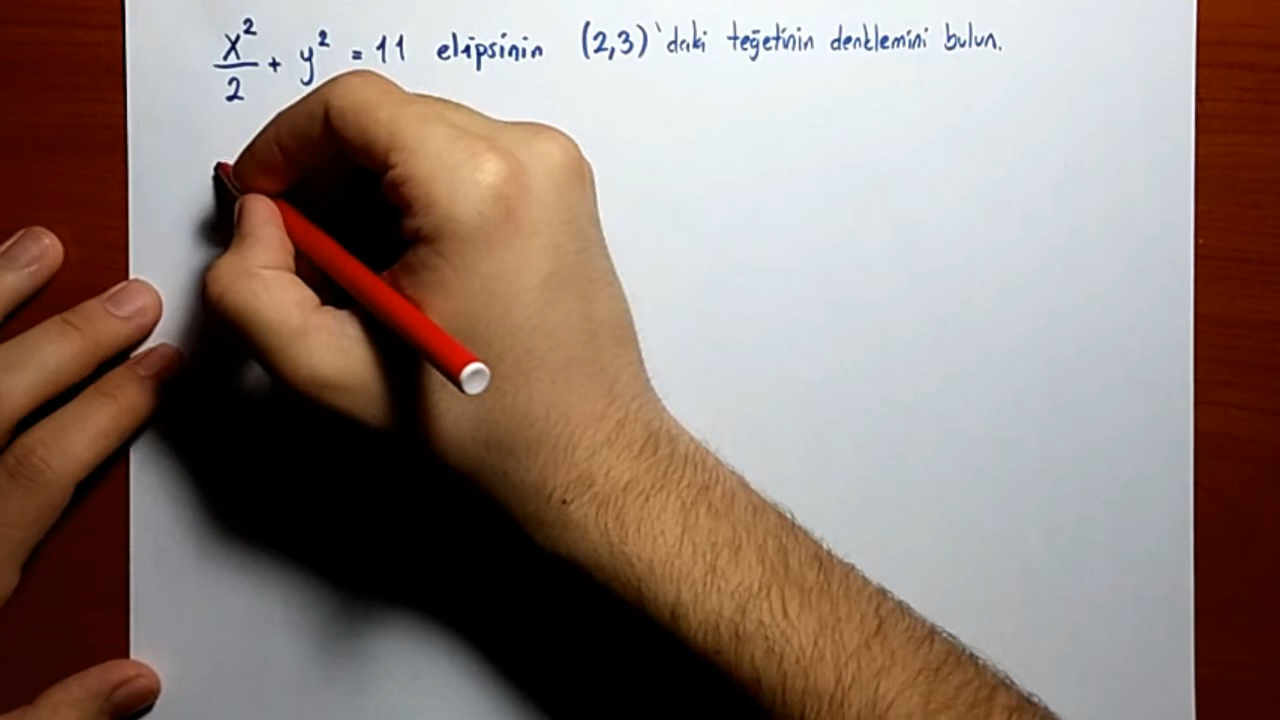 x²/2 + y² = 11 elipsinin (2,3)'daki teğetinin denklemini bulun.